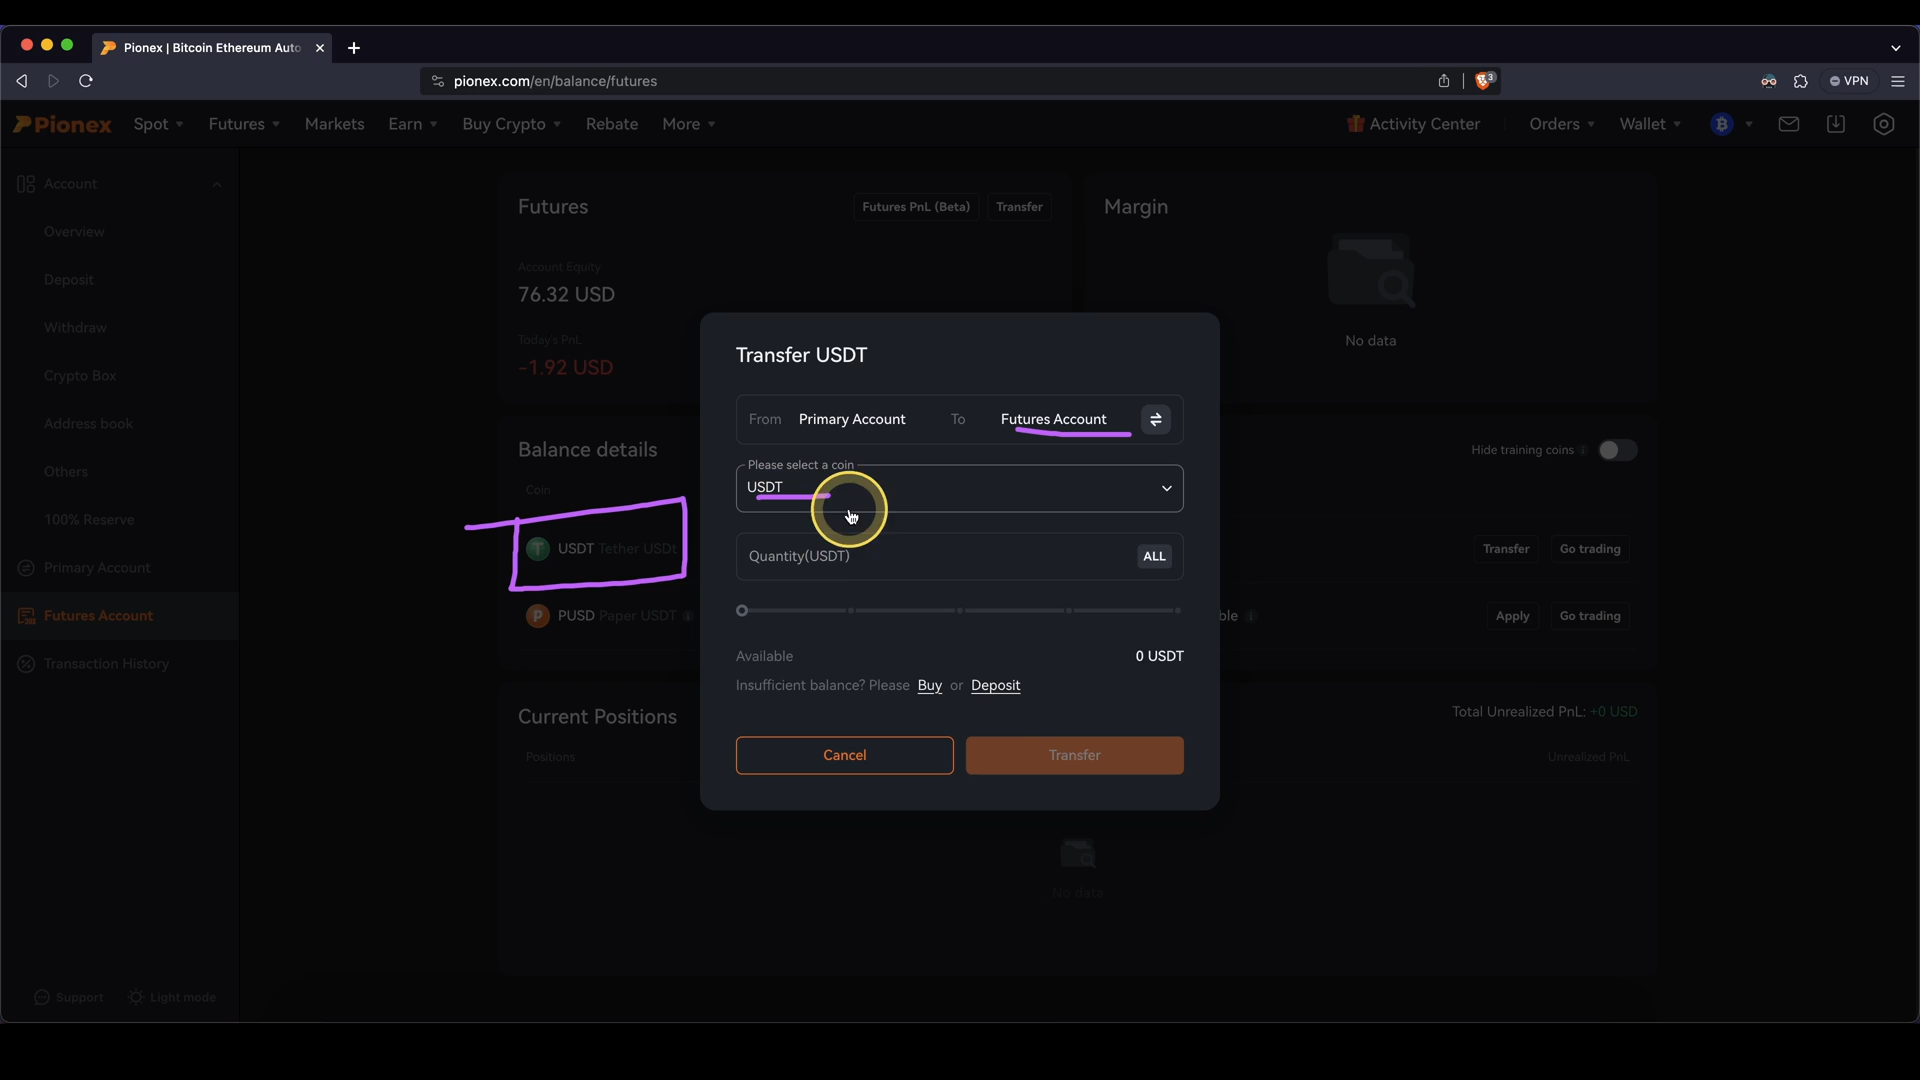 Pionex | Bitcoin Ethereum Auto
pionex.com/en/balance/futures
3
VPN
Pionex
Spot
Futures
Markets
Earn
Buy Crypto
Rebate
More
Activity Center
Orders
Wallet
Account
Overview
Deposit
Withdraw
Crypto Box
Address book
Others
100% Reserve
Primary Account
Futures Account
Transaction History
Support
Light mode
Futures
Futures PnL (Beta)
Transfer
Account Equity
76.32 USD
Today's PnL
-1.92 USD
Margin
No data
Balance details
Hide training coins
Coin
USDT Tether USDt
Transfer
Go trading
PUSD Paper USDT
ble
Apply
Go trading
Current Positions
Total Unrealized PnL: +0 USD
Positions
Unrealized PnL
No data
Transfer USDT
From Primary Account To Futures Account
Please select a coin
USDT
Quantity(USDT)
ALL
Available
0 USDT
Insufficient balance? Please Buy or Deposit
Cancel
Transfer